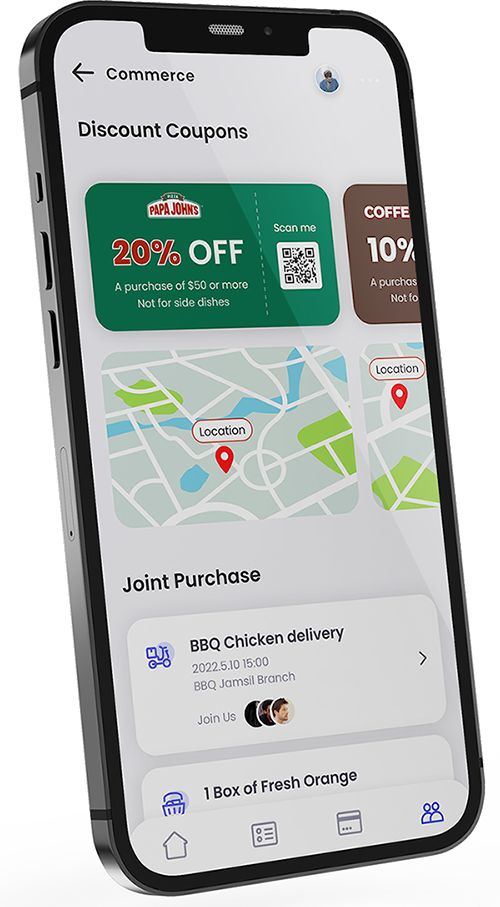 Commerce
Discount Coupons
PIZZA
PAPA JOHN'S
20% OFF
A purchase of $50 or more
Not for side dishes
Scan me
COFFE
10%
A purchas
Not fo
Location
Location
Joint Purchase
BBQ Chicken delivery
2022.5.10 15:00
BBQ Jamsil Branch
Join Us
1 Box of Fresh Orange